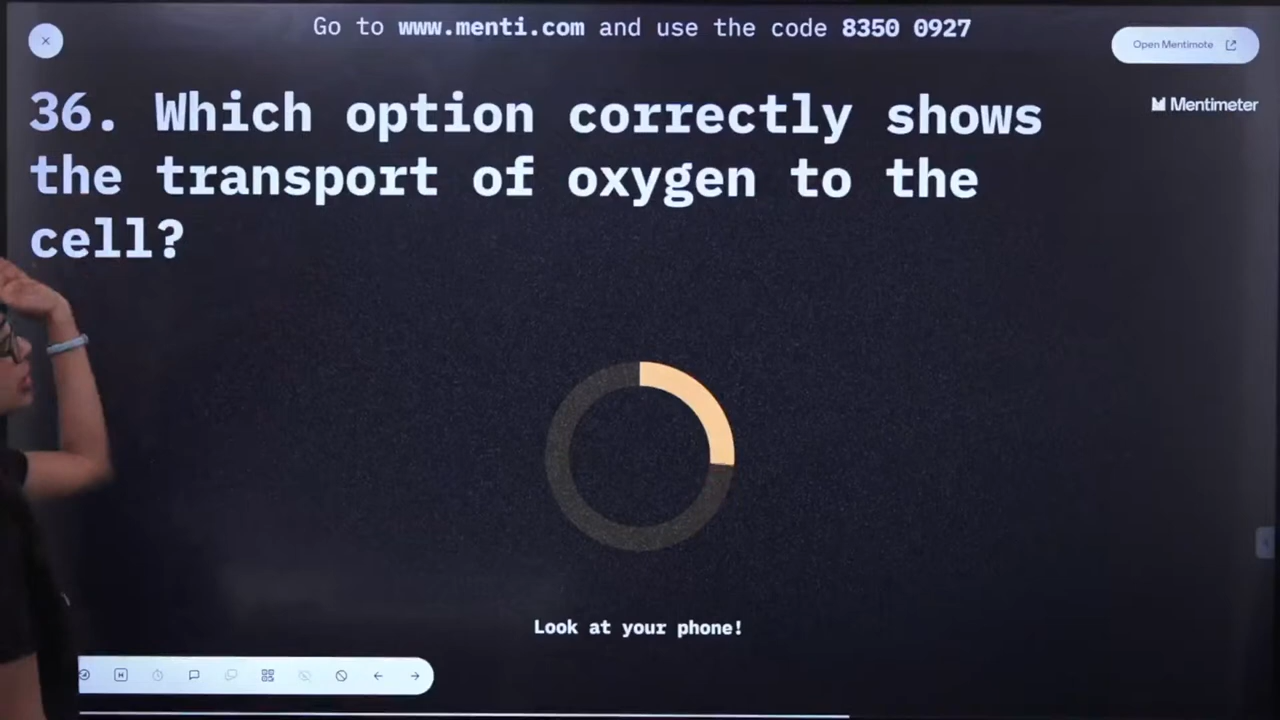 Go to www.menti.com and use the code 8350 0927
Open Mentimote
Mentimeter
36. Which option correctly shows
the transport of oxygen to the
cell?
Look at your phone!
H